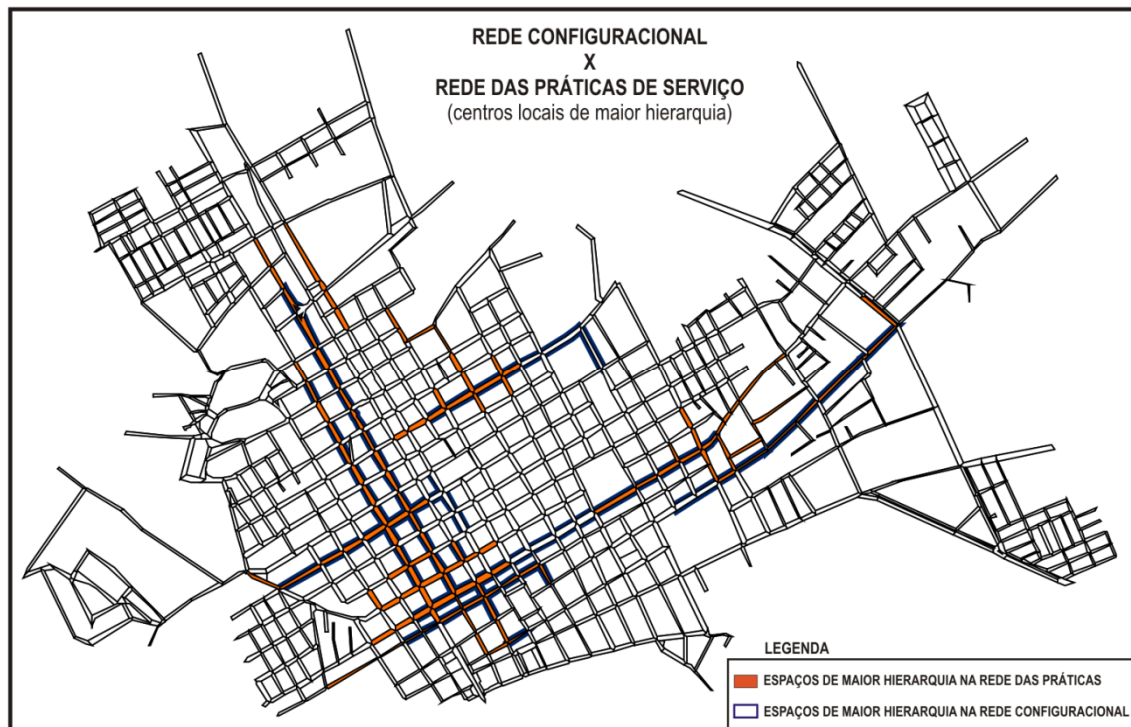 REDE CONFIGURACIONAL
X
REDE DAS PRÁTICAS DE SERVIÇO
(centros locais de maior hierarquia)
LEGENDA
ESPAÇOS DE MAIOR HIERARQUIA NA REDE DAS PRÁTICAS
ESPAÇOS DE MAIOR HIERARQUIA NA REDE CONFIGURACIONAL